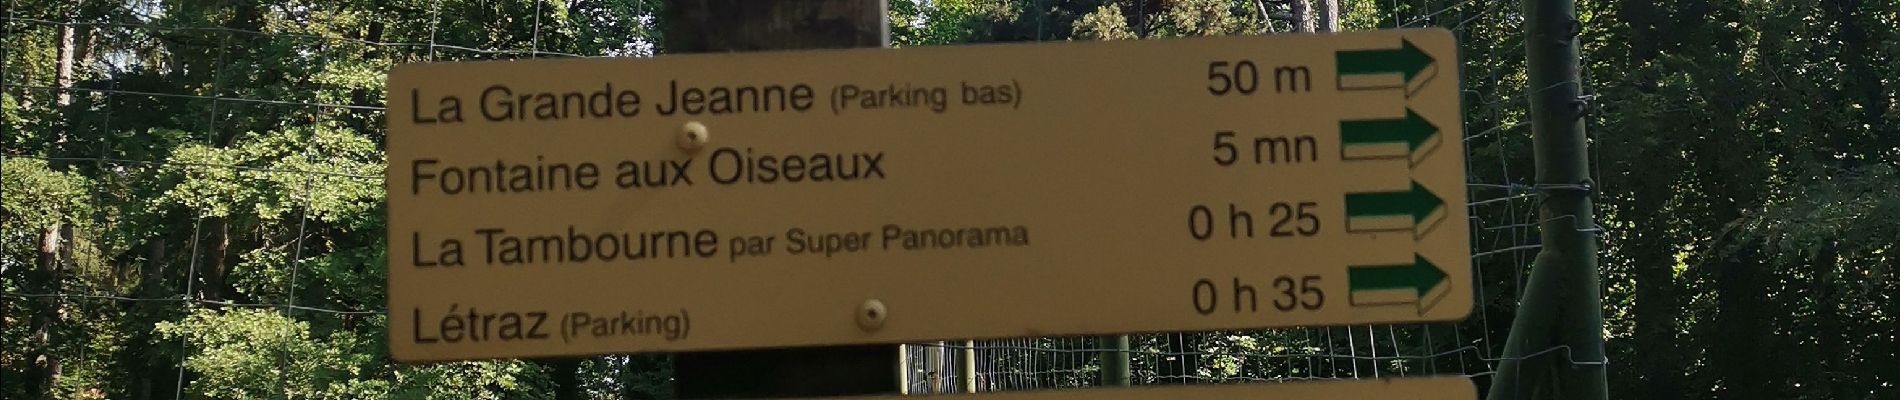 La Grande Jeanne (Parking bas) 50 m
Fontaine aux Oiseaux 5 mn
La Tambourne par Super Panorama 0 h 25
Létraz (Parking) 0 h 35